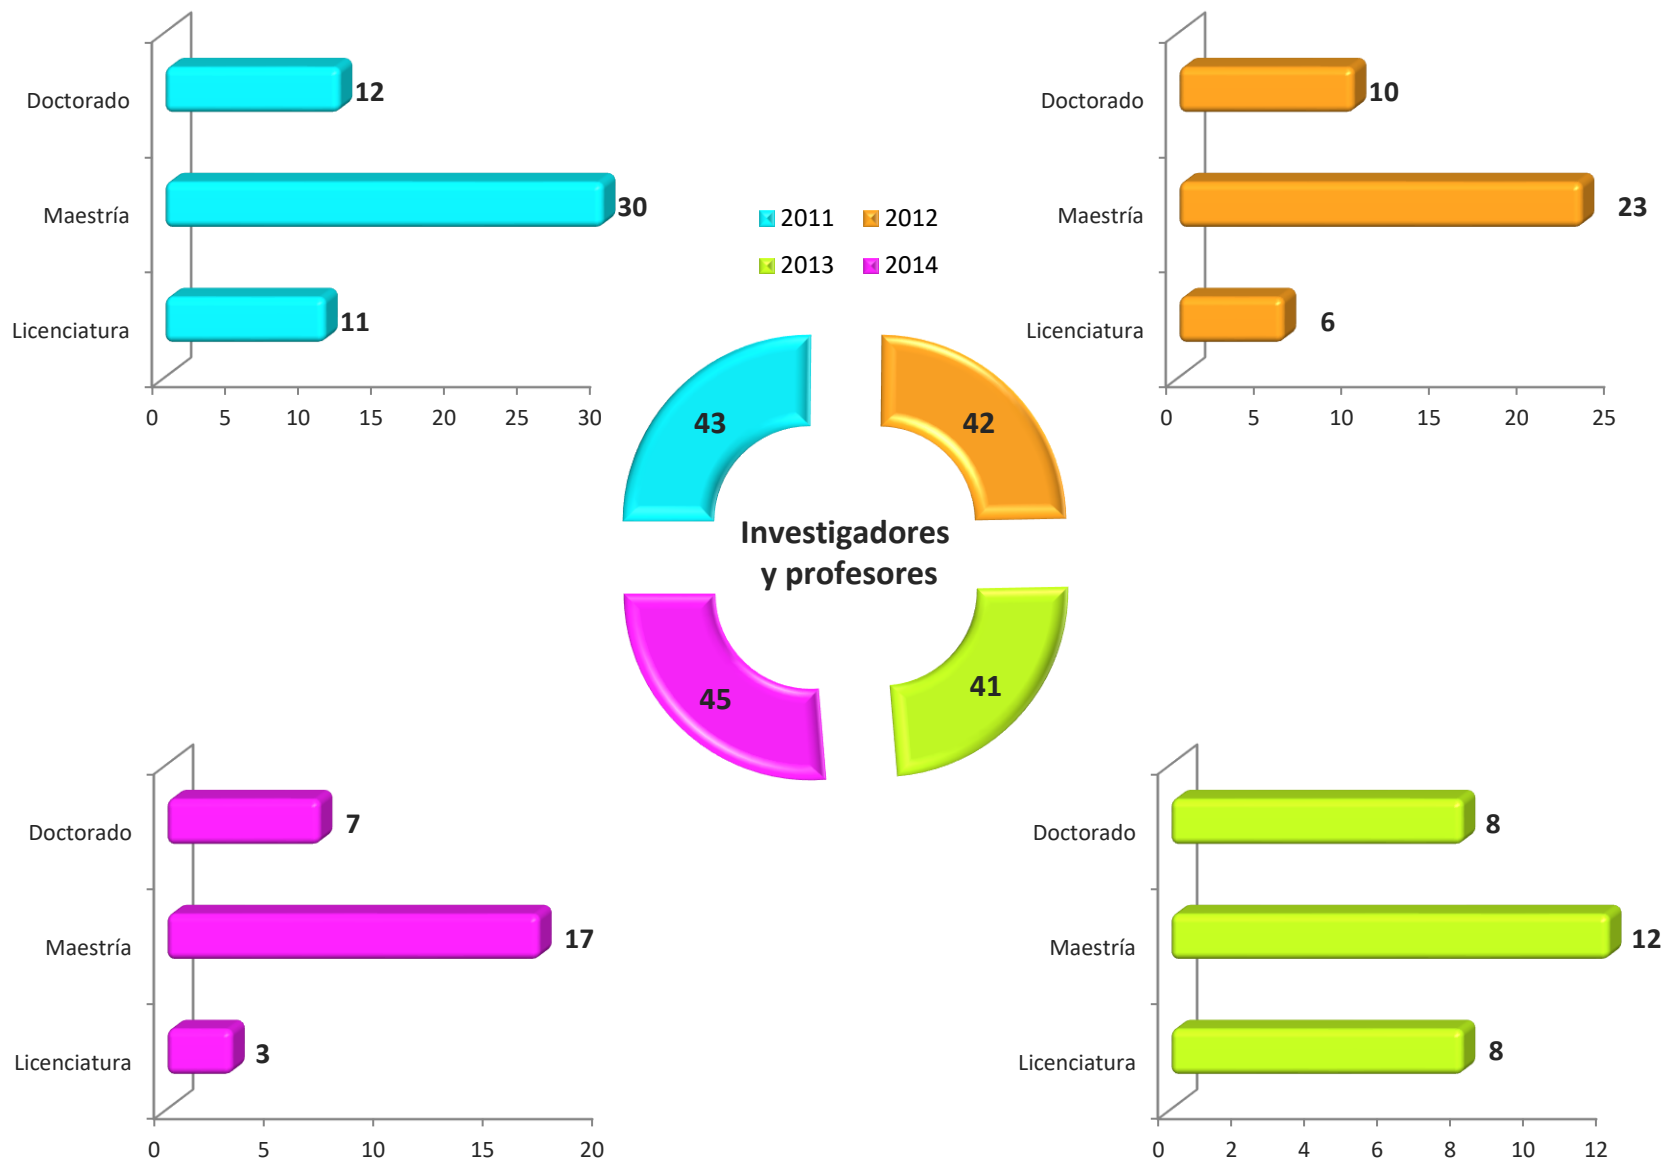 Doctorado
12
Maestría
30
Licenciatura
11
0 5 10 15 20 25 30
Doctorado
10
Maestría
23
Licenciatura
6
0 5 10 15 20 25
2011 2012
2013 2014
43
42
Investigadores
y profesores
45
41
Doctorado
7
Maestría
17
Licenciatura
3
0 5 10 15 20
Doctorado
8
Maestría
12
Licenciatura
8
0 2 4 6 8 10 12